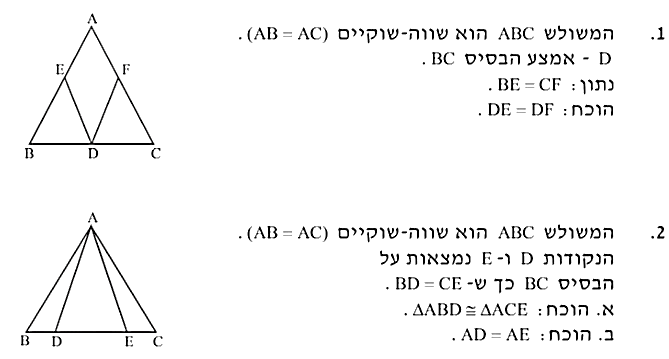 1. המשולש ABC הוא שווה-שוקיים (AB = AC) .
D - אמצע הבסיס BC .
נתון: BE = CF .
הוכח: DE = DF .
A
E
F
B
D
C
2. המשולש ABC הוא שווה-שוקיים (AB = AC) .
הנקודות D ו- E נמצאות על
הבסיס BC כך ש- BD = CE .
א. הוכח: ΔABD ≅ ΔACE .
ב. הוכח: AD = AE .
A
B
D
E
C